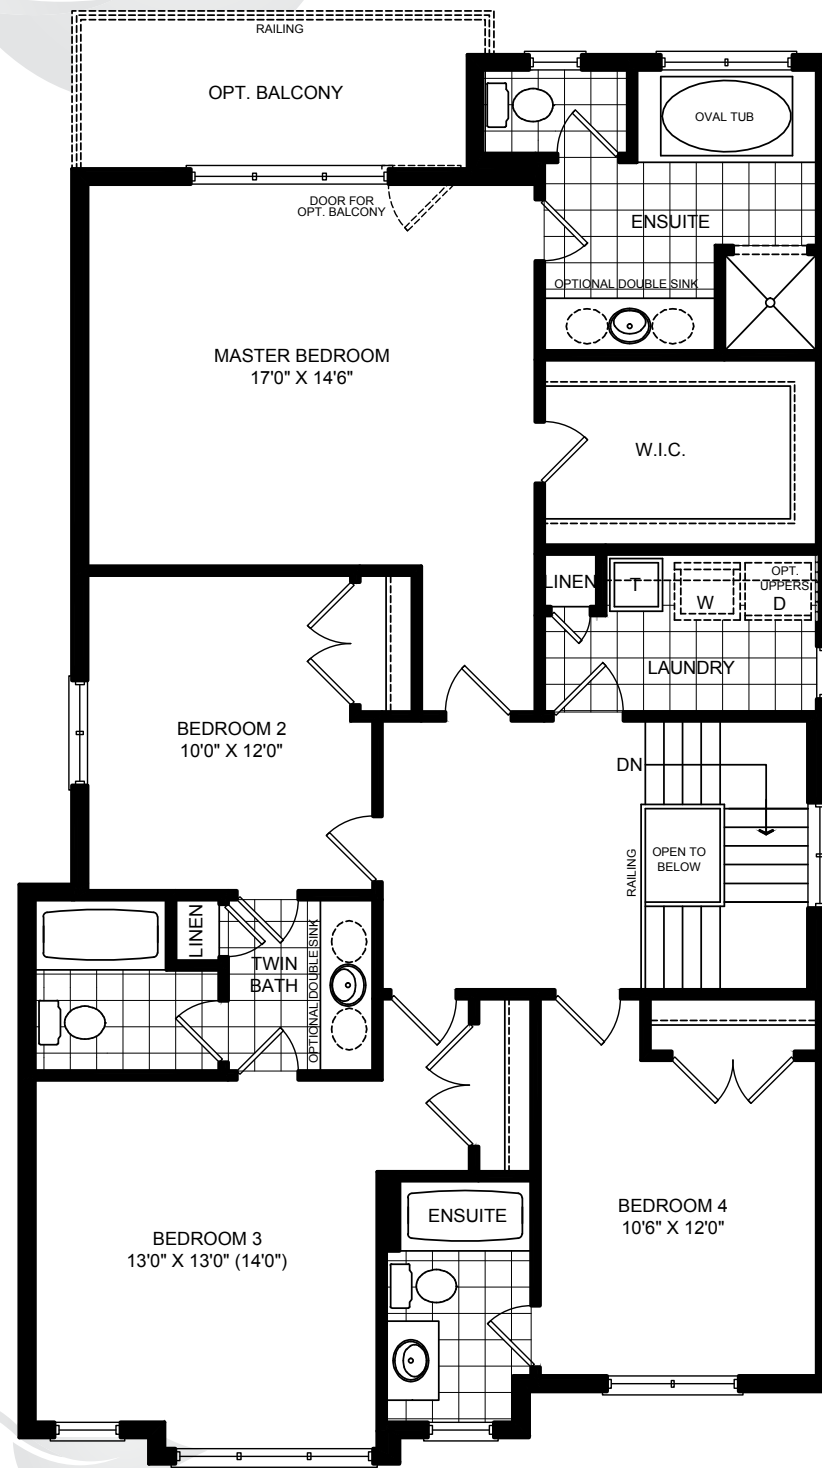 RAILING
OPT. BALCONY
DOOR FOR
OPT. BALCONY
OVAL TUB
ENSUITE
OPTIONAL DOUBLE SINK
MASTER BEDROOM
17'0" X 14'6"
W.I.C.
LINEN
T
W
OPT.
UPPERS
D
LAUNDRY
BEDROOM 2
10'0" X 12'0"
DN
RAILING
OPEN TO
BELOW
LINEN
TWIN
BATH
OPTIONAL DOUBLE SINK
ENSUITE
BEDROOM 4
10'6" X 12'0"
BEDROOM 3
13'0" X 13'0" (14'0")